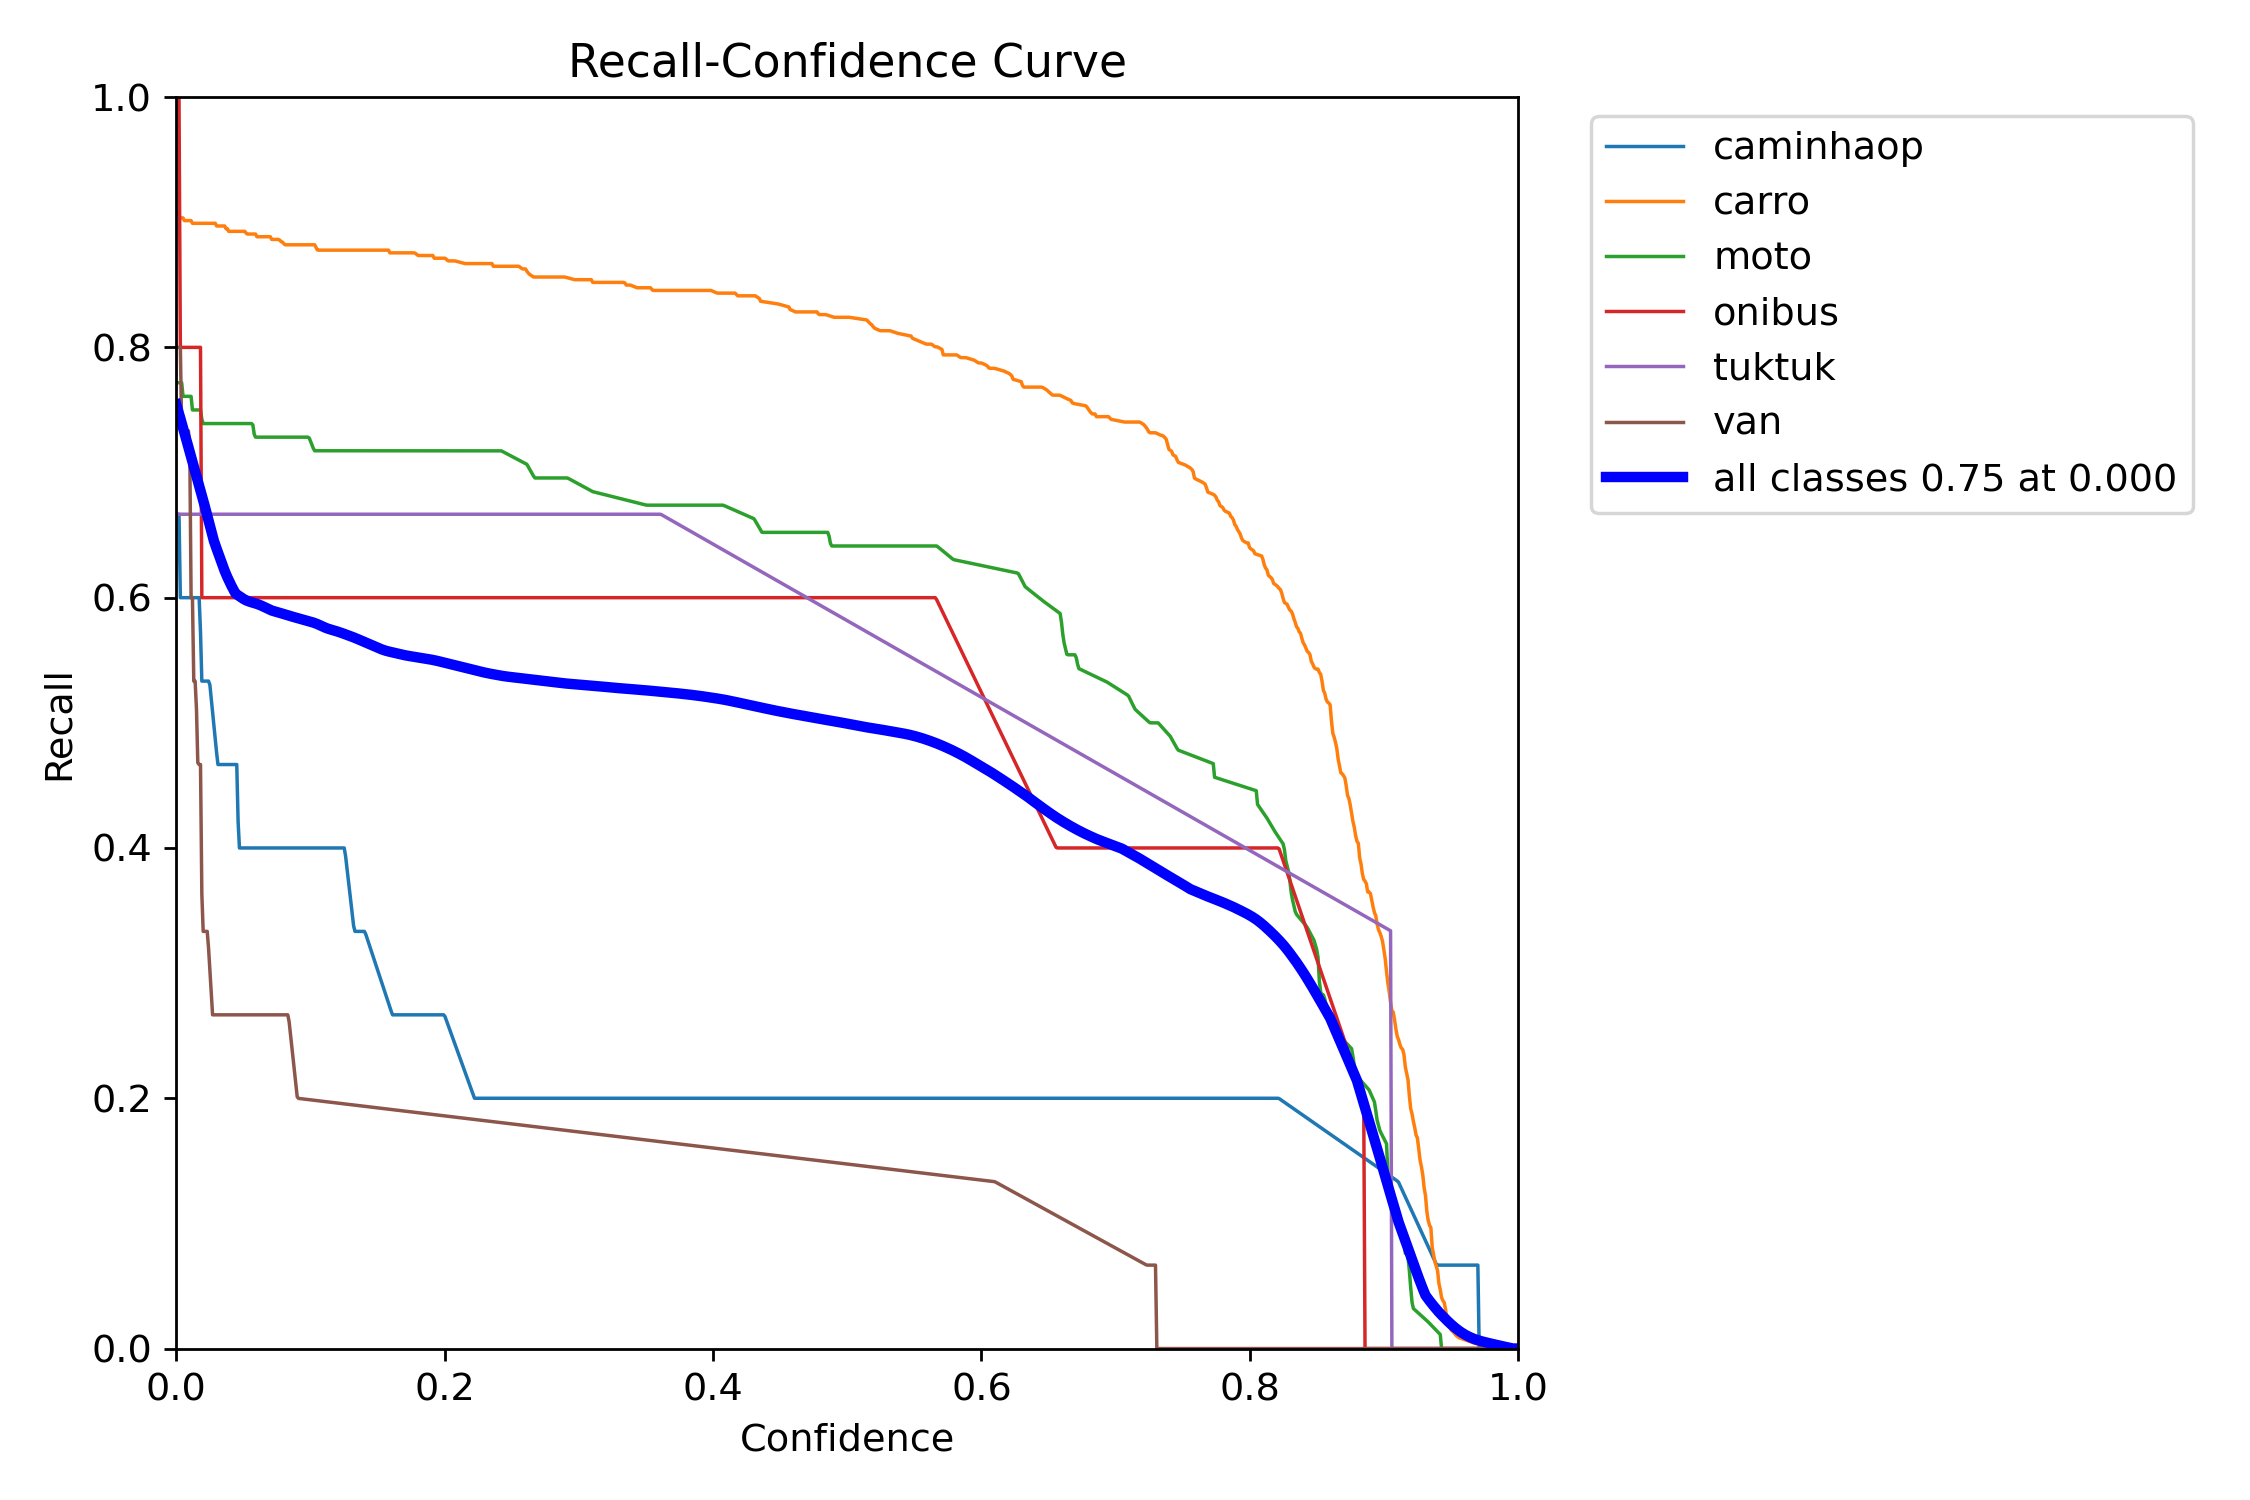 Recall-Confidence Curve
1.0
0.8
0.6
0.4
0.2
0.0
Recall
0.0 0.2 0.4 0.6 0.8 1.0
Confidence
caminhaop
carro
moto
onibus
tuktuk
van
all classes 0.75 at 0.000